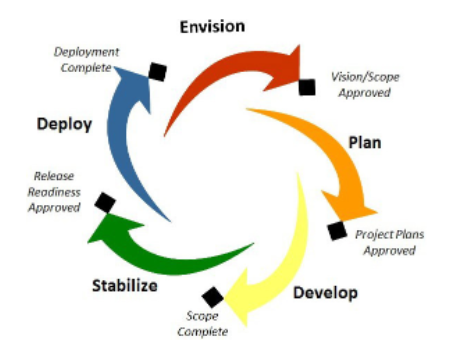 Envision
Vision/Scope
Approved
Plan
Project Plans
Approved
Develop
Scope
Complete
Stabilize
Release
Readiness
Approved
Deploy
Deployment
Complete